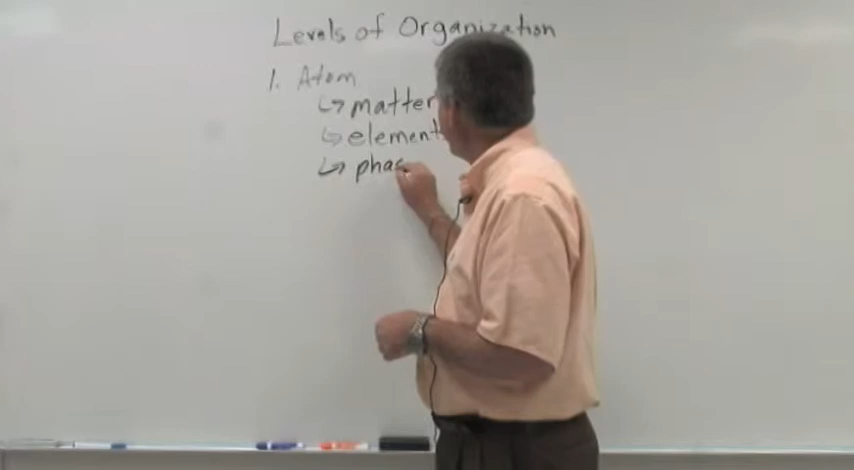 Levels of Organization
1. Atom
↳ matter
↳ element
↳ phas